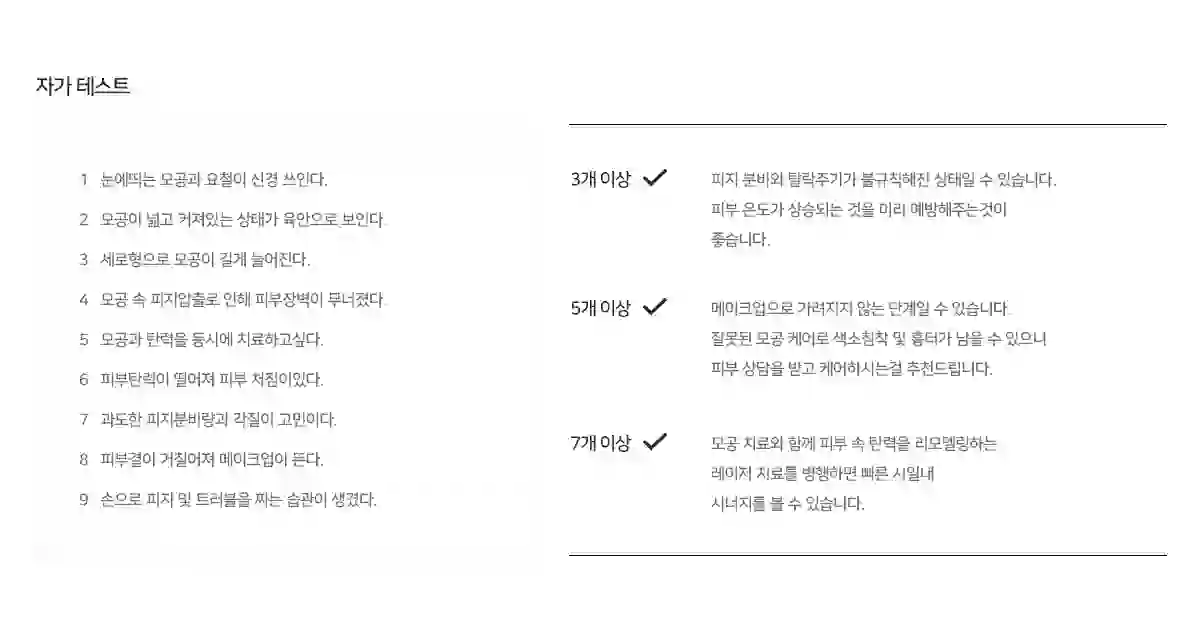 자가 테스트
1 눈에띄는 모공과 요철이 신경 쓰인다.
2 모공이 넓고 커져있는 상태가 육안으로 보인다.
3 세로형으로 모공이 길게 늘어진다.
4 모공 속 피지압출로 인해 피부장벽이 무너졌다.
5 모공과 탄력을 동시에 치료하고싶다.
6 피부탄력이 떨어져 피부 처짐이있다.
7 과도한 피지분비량과 각질이 고민이다.
8 피부결이 거칠어져 메이크업이 뜬다.
9 손으로 피지 및 트러블을 짜는 습관이 생겼다.
3개 이상
피지 분비와 탈락주기가 불규칙해진 상태일 수 있습니다.
피부 온도가 상승되는 것을 미리 예방해주는것이
좋습니다.
5개 이상
메이크업으로 가려지지 않는 단계일 수 있습니다.
잘못된 모공 케어로 색소침착 및 흉터가 남을 수 있으니
피부 상담을 받고 케어하시는걸 추천드립니다.
7개 이상
모공 치료와 함께 피부 속 탄력을 리모델링하는
레이저 치료를 병행하면 빠른 시일내
시너지를 볼 수 있습니다.